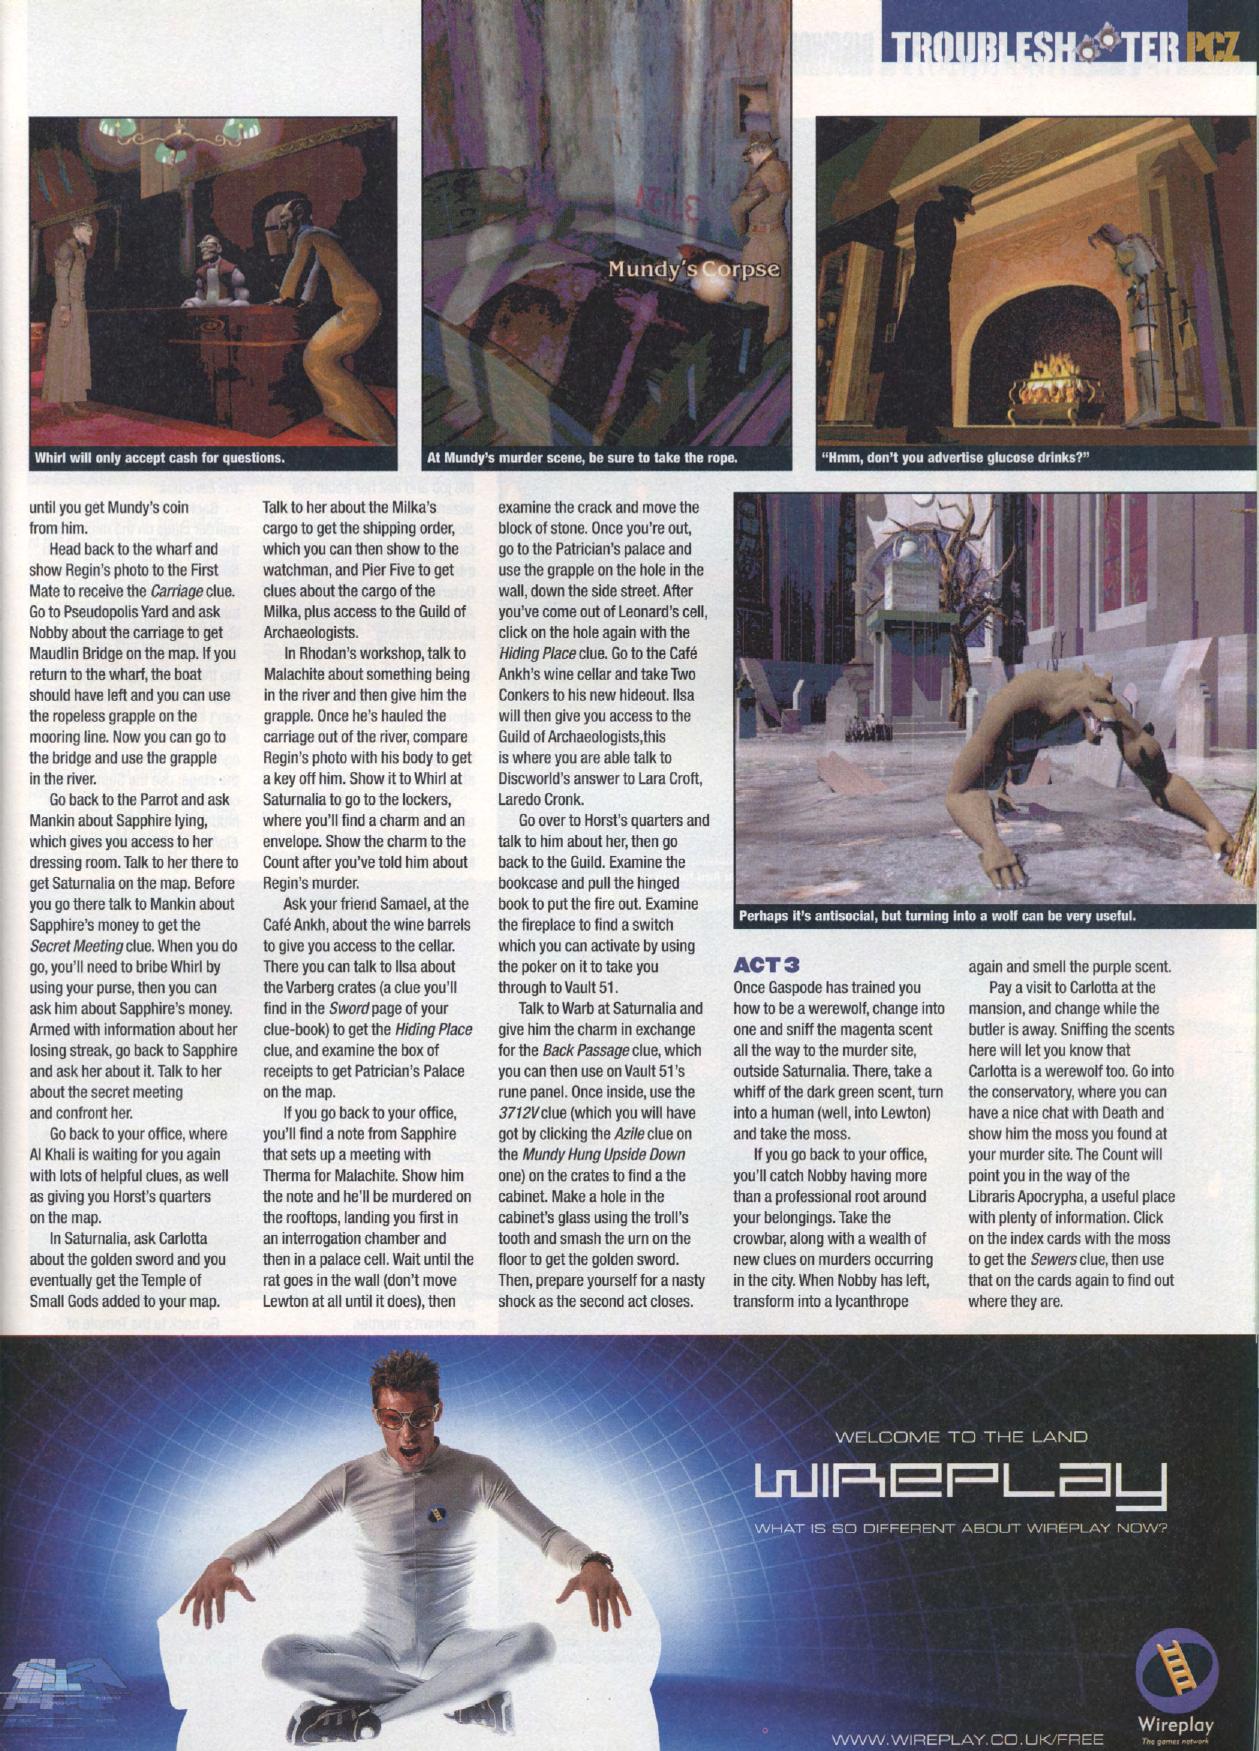 TROUBLESHOOTER PCZ
Mundy's Corpse
Whirl will only accept cash for questions.
At Mundy's murder scene, be sure to take the rope.
“Hmm, don't you advertise glucose drinks?”
until you get Mundy's coin
from him.
Head back to the wharf and
show Regin's photo to the First
Mate to receive the Carriage clue.
Go to Pseudopolis Yard and ask
Nobby about the carriage to get
Maudlin Bridge on the map. If you
return to the wharf, the boat
should have left and you can use
the ropeless grapple on the
mooring line. Now you can go to
the bridge and use the grapple
in the river.
Go back to the Parrot and ask
Mankin about Sapphire lying,
which gives you access to her
dressing room. Talk to her there to
get Saturnalia on the map. Before
you go there talk to Mankin about
Sapphire's money to get the
Secret Meeting clue. When you do
go, you'll need to bribe Whirl by
using your purse, then you can
ask him about Sapphire's money.
Armed with information about her
losing streak, go back to Sapphire
and ask her about it. Talk to her
about the secret meeting
and confront her.
Go back to your office, where
Al Khali is waiting for you again
with lots of helpful clues, as well
as giving you Horst's quarters
on the map.
In Saturnalia, ask Carlotta
about the golden sword and you
eventually get the Temple of
Small Gods added to your map.
Talk to her about the Milka's
cargo to get the shipping order,
which you can then show to the
watchman, and Pier Five to get
clues about the cargo of the
Milka, plus access to the Guild of
Archaeologists.
In Rhodan's workshop, talk to
Malachite about something being
in the river and then give him the
grapple. Once he's hauled the
carriage out of the river, compare
Regin's photo with his body to get
a key off him. Show it to Whirl at
Saturnalia to go to the lockers,
where you'll find a charm and an
envelope. Show the charm to the
Count after you've told him about
Regin's murder.
Ask your friend Samael, at the
Café Ankh, about the wine barrels
to give you access to the cellar.
There you can talk to Ilsa about
the Varberg crates (a clue you'll
find in the Sword page of your
clue-book) to get the Hiding Place
clue, and examine the box of
receipts to get Patrician's Palace
on the map.
If you go back to your office,
you'll find a note from Sapphire
that sets up a meeting with
Therma for Malachite. Show him
the note and he'll be murdered on
the rooftops, landing you first in
an interrogation chamber and
then in a palace cell. Wait until the
rat goes in the wall (don't move
Lewton at all until it does), then
examine the crack and move the
block of stone. Once you're out,
go to the Patrician's palace and
use the grapple on the hole in the
wall, down the side street. After
you've come out of Leonard's cell,
click on the hole again with the
Hiding Place clue. Go to the Café
Ankh's wine cellar and take Two
Conkers to his new hideout. Ilsa
will then give you access to the
Guild of Archaeologists,this
is where you are able talk to
Discworld's answer to Lara Croft,
Laredo Cronk.
Go over to Horst's quarters and
talk to him about her, then go
back to the Guild. Examine the
bookcase and pull the hinged
book to put the fire out. Examine
the fireplace to find a switch
which you can activate by using
the poker on it to take you
through to Vault 51.
Talk to Warb at Saturnalia and
give him the charm in exchange
for the Back Passage clue, which
you can then use on Vault 51's
rune panel. Once inside, use the
3712V clue (which you will have
got by clicking the Azile clue on
the Mundy Hung Upside Down
one) on the crates to find a the
cabinet. Make a hole in the
cabinet's glass using the troll's
tooth and smash the urn on the
floor to get the golden sword.
Then, prepare yourself for a nasty
shock as the second act closes.
Perhaps it's antisocial, but turning into a wolf can be very useful.
ACT 3
Once Gaspode has trained you
how to be a werewolf, change into
one and sniff the magenta scent
all the way to the murder site,
outside Saturnalia. There, take a
whiff of the dark green scent, turn
into a human (well, into Lewton)
and take the moss.
If you go back to your office,
you'll catch Nobby having more
than a professional root around
your belongings. Take the
crowbar, along with a wealth of
new clues on murders occurring
in the city. When Nobby has left,
transform into a lycanthrope
again and smell the purple scent.
Pay a visit to Carlotta at the
mansion, and change while the
butler is away. Sniffing the scents
here will let you know that
Carlotta is a werewolf too. Go into
the conservatory, where you can
have a nice chat with Death and
show him the moss you found at
your murder site. The Count will
point you in the way of the
Libraris Apocrypha, a useful place
with plenty of information. Click
on the index cards with the moss
to get the Sewers clue, then use
that on the cards again to find out
where they are.
WELCOME TO THE LAND
WIREPLAY
WHAT IS SO DIFFERENT ABOUT WIREPLAY NOW?
WWW.WIREPLAY.CO.UK/FREE
Wireplay
The games network